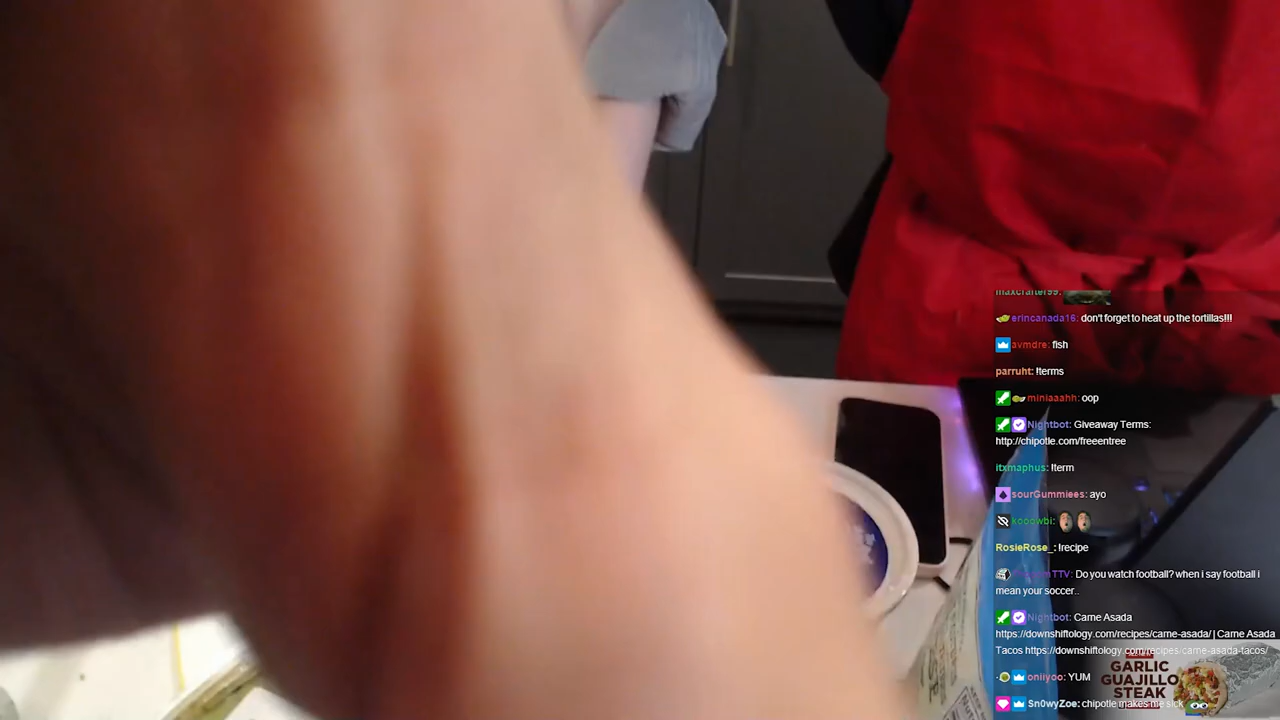 maxcrafter99:
erincanada16: don't forget to heat up the tortillas!!!
avmdre: fish
parruht: !terms
miniaaahh: oop
Nightbot: Giveaway Terms:
http://chipotle.com/freeentree
itxmaphus: !term
sourGummiees: ayo
kooowbi:
RosieRose_: !recipe
TTV: Do you watch football? when i say football i
mean your soccer..
Nightbot: Carne Asada
https://downshiftology.com/recipes/carne-asada/ | Carne Asada
Tacos https://downshiftology.com/recipes/carne-asada-tacos/
oniiyoo: YUM
Sn0wyZoe: chipotle makes me sick
GARLIC
GUAJILLO
STEAK